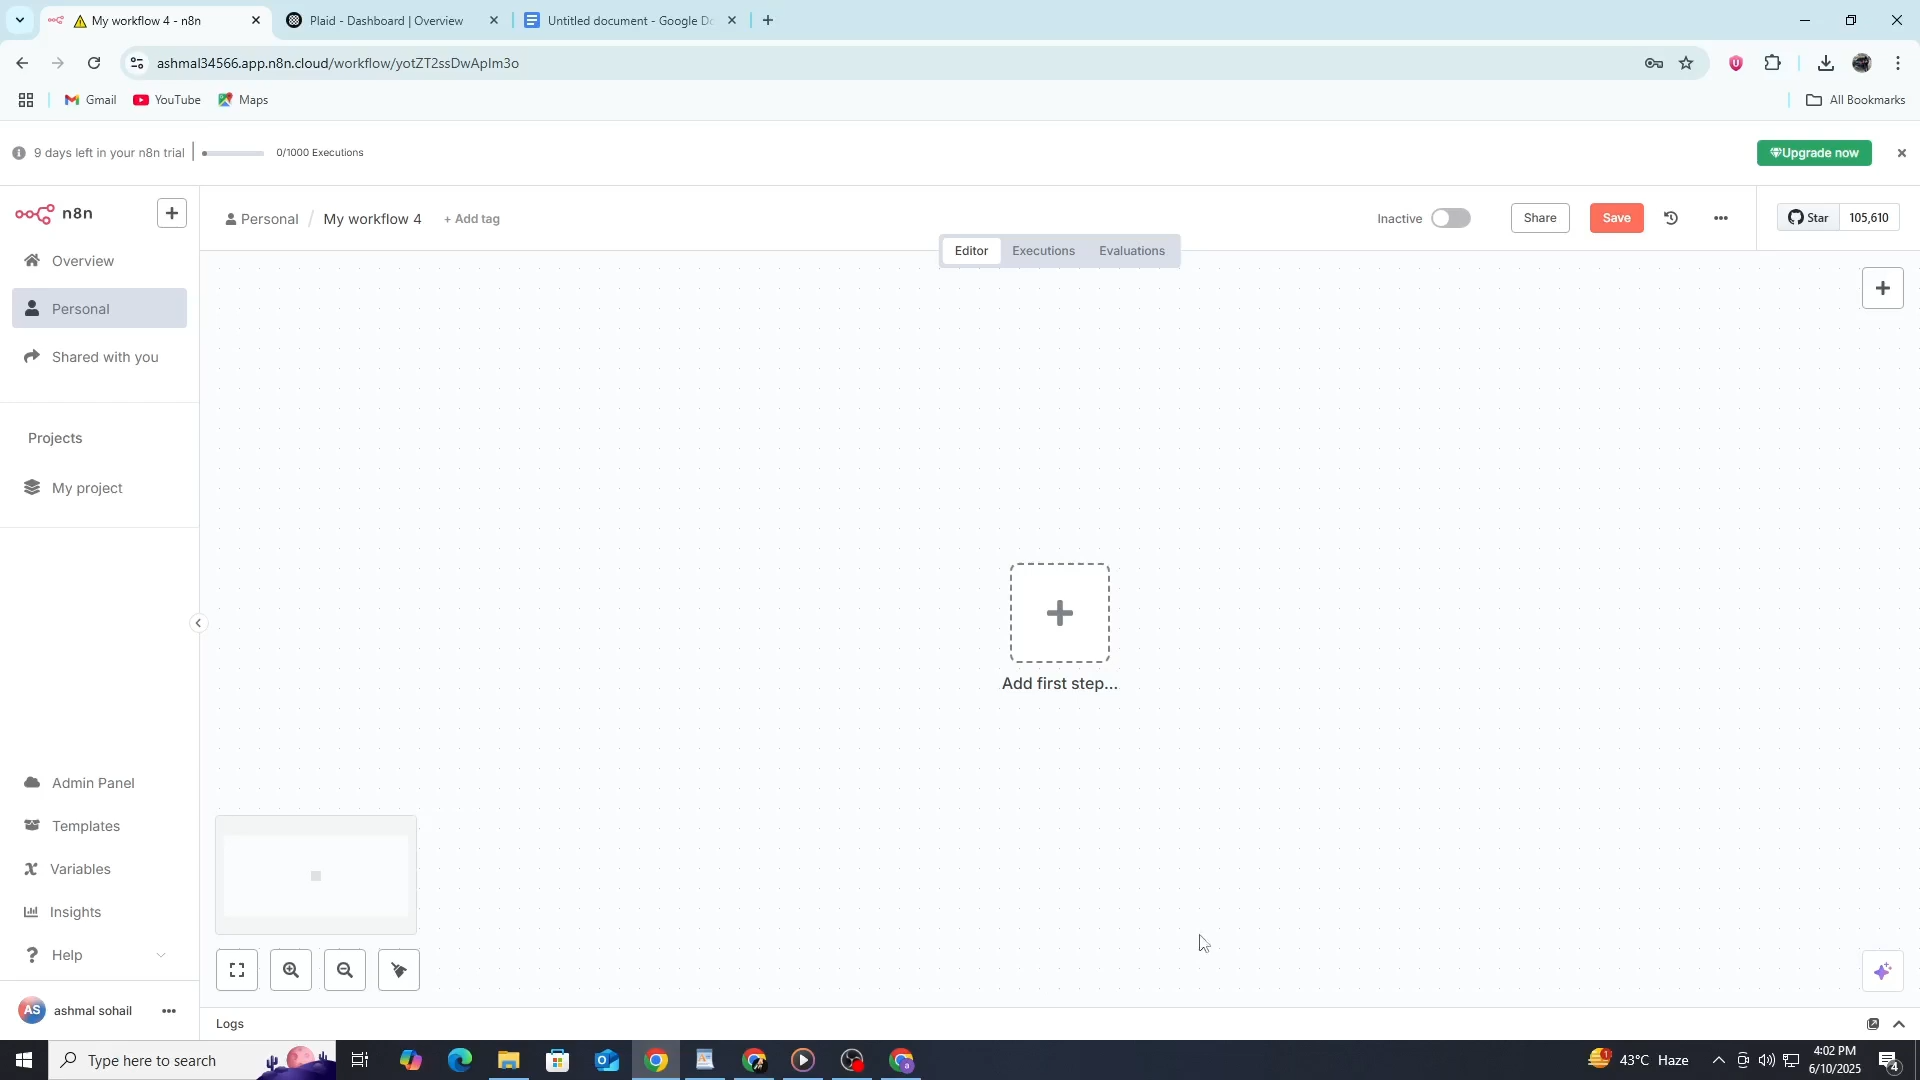 My workflow 4 - n8n
Plaid - Dashboard | Overview
Untitled document - Google Do
ashmal34566.app.n8n.cloud/workflow/yotZT2ssDwAplm3o
Gmail
YouTube
Maps
All Bookmarks
9 days left in your n8n trial
0/1000 Executions
Upgrade now
n8n
Personal / My workflow 4
+ Add tag
Inactive
Share
Save
Star
105,610
Editor
Executions
Evaluations
Overview
Personal
Shared with you
Projects
My project
Add first step...
Admin Panel
Templates
Variables
Insights
Help
AS
ashmal sohail
Logs
Type here to search
1
43°C Haze
4:02 PM
6/10/2025
4